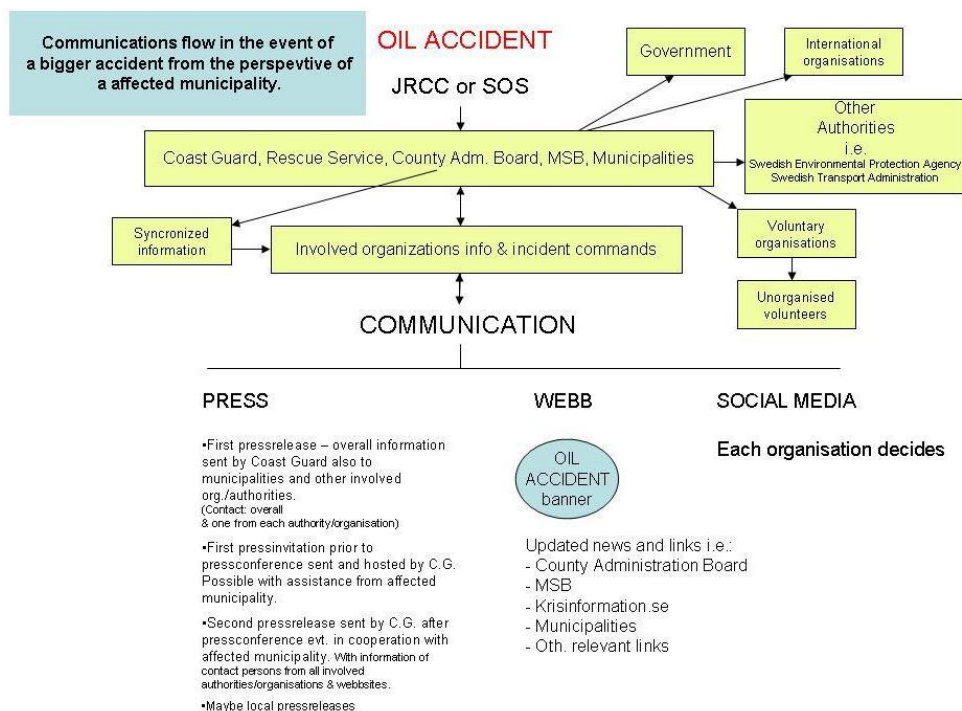 Communications flow in the event of
a bigger accident from the perspevtive of
a affected municipality.
OIL ACCIDENT
JRCC or SOS
Government
International
organisations
Other
Authorities
i.e.
Swedish Environmental Protection Agency
Swedish Transport Administration
Coast Guard, Rescue Service, County Adm. Board, MSB, Municipalities
Syncronized
information
Involved organizations info & incident commands
Voluntary
organisations
Unorganised
volunteers
COMMUNICATION
PRESS
•First pressrelease – overall information
sent by Coast Guard also to
municipalities and other involved
org./authorities.
(Contact: overall
& one from each authority/organisation)
•First pressinvitation prior to
pressconference sent and hosted by C.G.
Possible with assistance from affected
municipality.
•Second pressrelease sent by C.G. after
pressconference evt. in cooperation with
affected municipality. With information of
contact persons from all involved
authorities/organisations & webbsites.
•Maybe local pressreleases
WEBB
OIL
ACCIDENT
banner
Updated news and links i.e.:
- County Administration Board
- MSB
- Krisinformation.se
- Municipalities
- Oth. relevant links
SOCIAL MEDIA
Each organisation decides